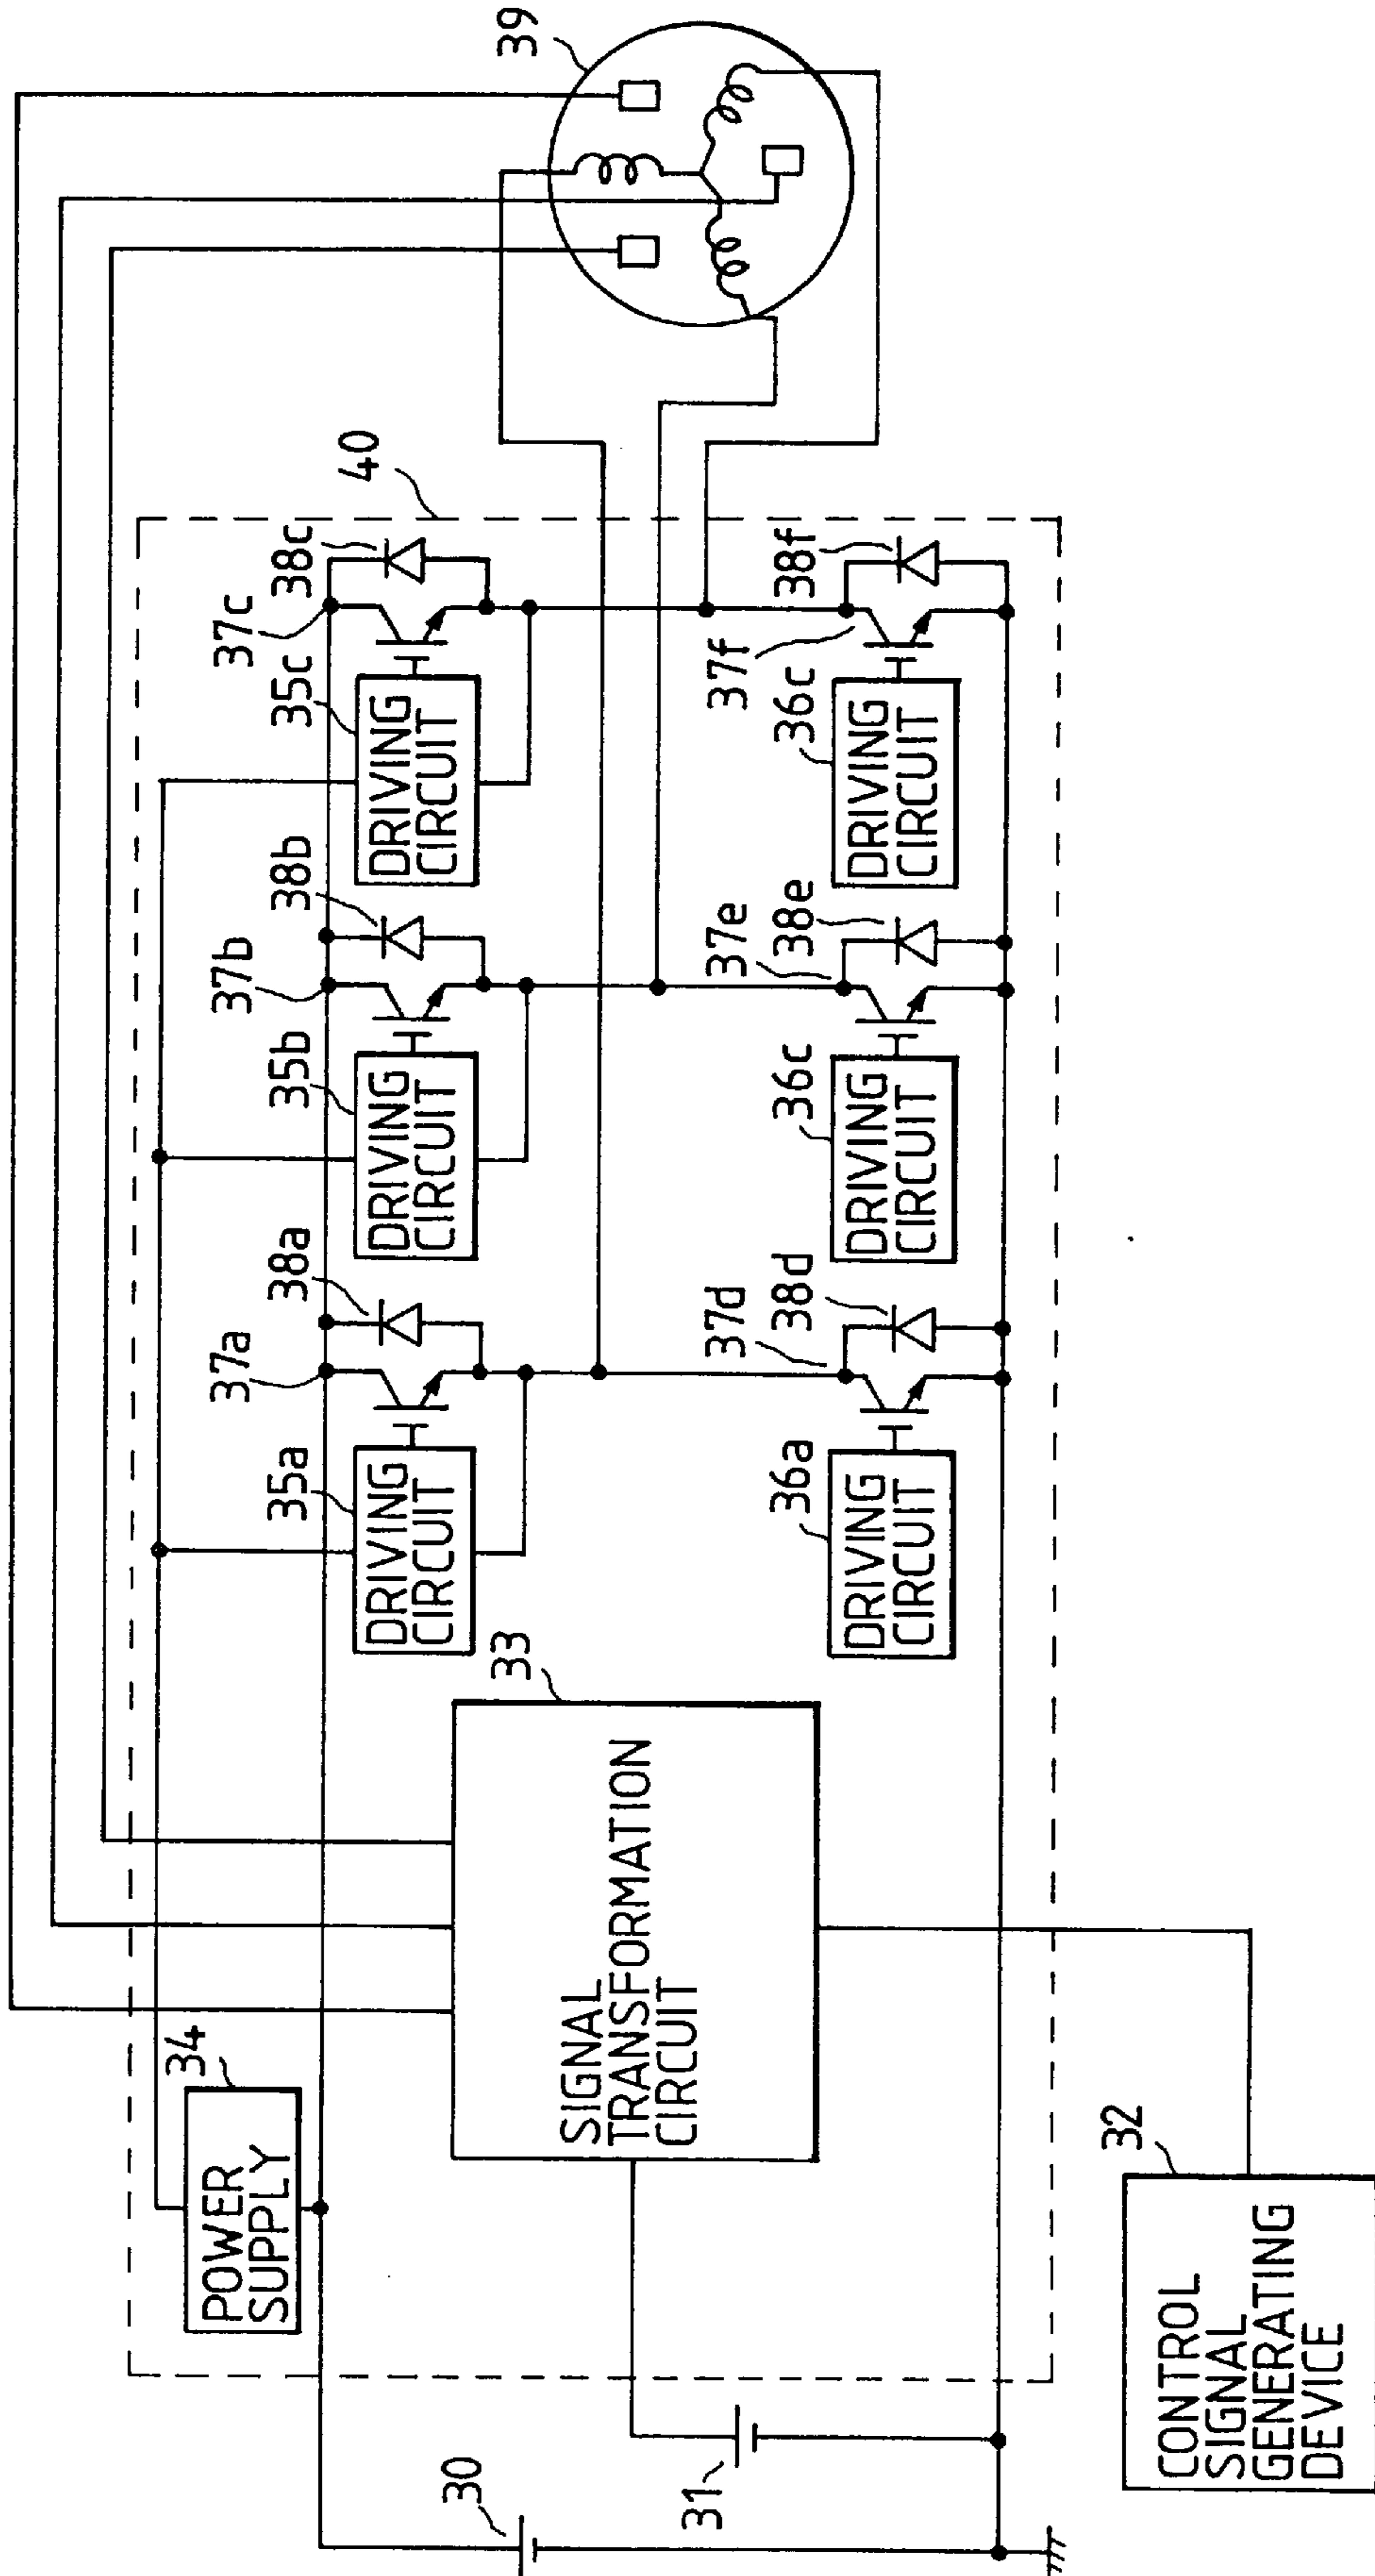 39
40
34
POWER
SUPPLY
35a
37a
38a
DRIVING
CIRCUIT
35b
37b
38b
DRIVING
CIRCUIT
35c
37c
38c
DRIVING
CIRCUIT
33
SIGNAL
TRANSFORMATION
CIRCUIT
36a
37d
38d
DRIVING
CIRCUIT
36c
37e
38e
DRIVING
CIRCUIT
36c
37f
38f
DRIVING
CIRCUIT
30
31
32
CONTROL
SIGNAL
GENERATING
DEVICE